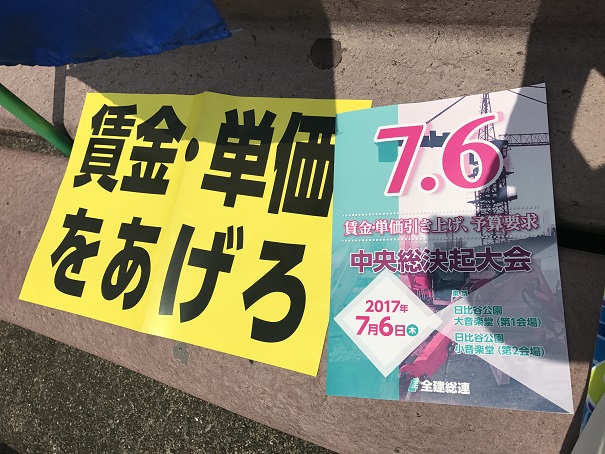 賃金・単価
をあげろ
7.6
賃金・単価引き上げ、予算要求
中央総決起大会
2017年
7月6日木
日比谷公園
大音楽堂(第1会場)
日比谷公園
小音楽堂(第2会場)
全建総連